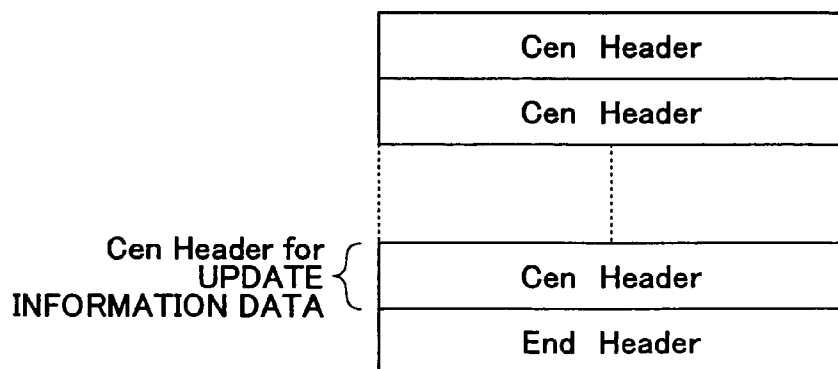 Cen Header
Cen Header
Cen Header for
UPDATE
INFORMATION DATA
Cen Header
End Header